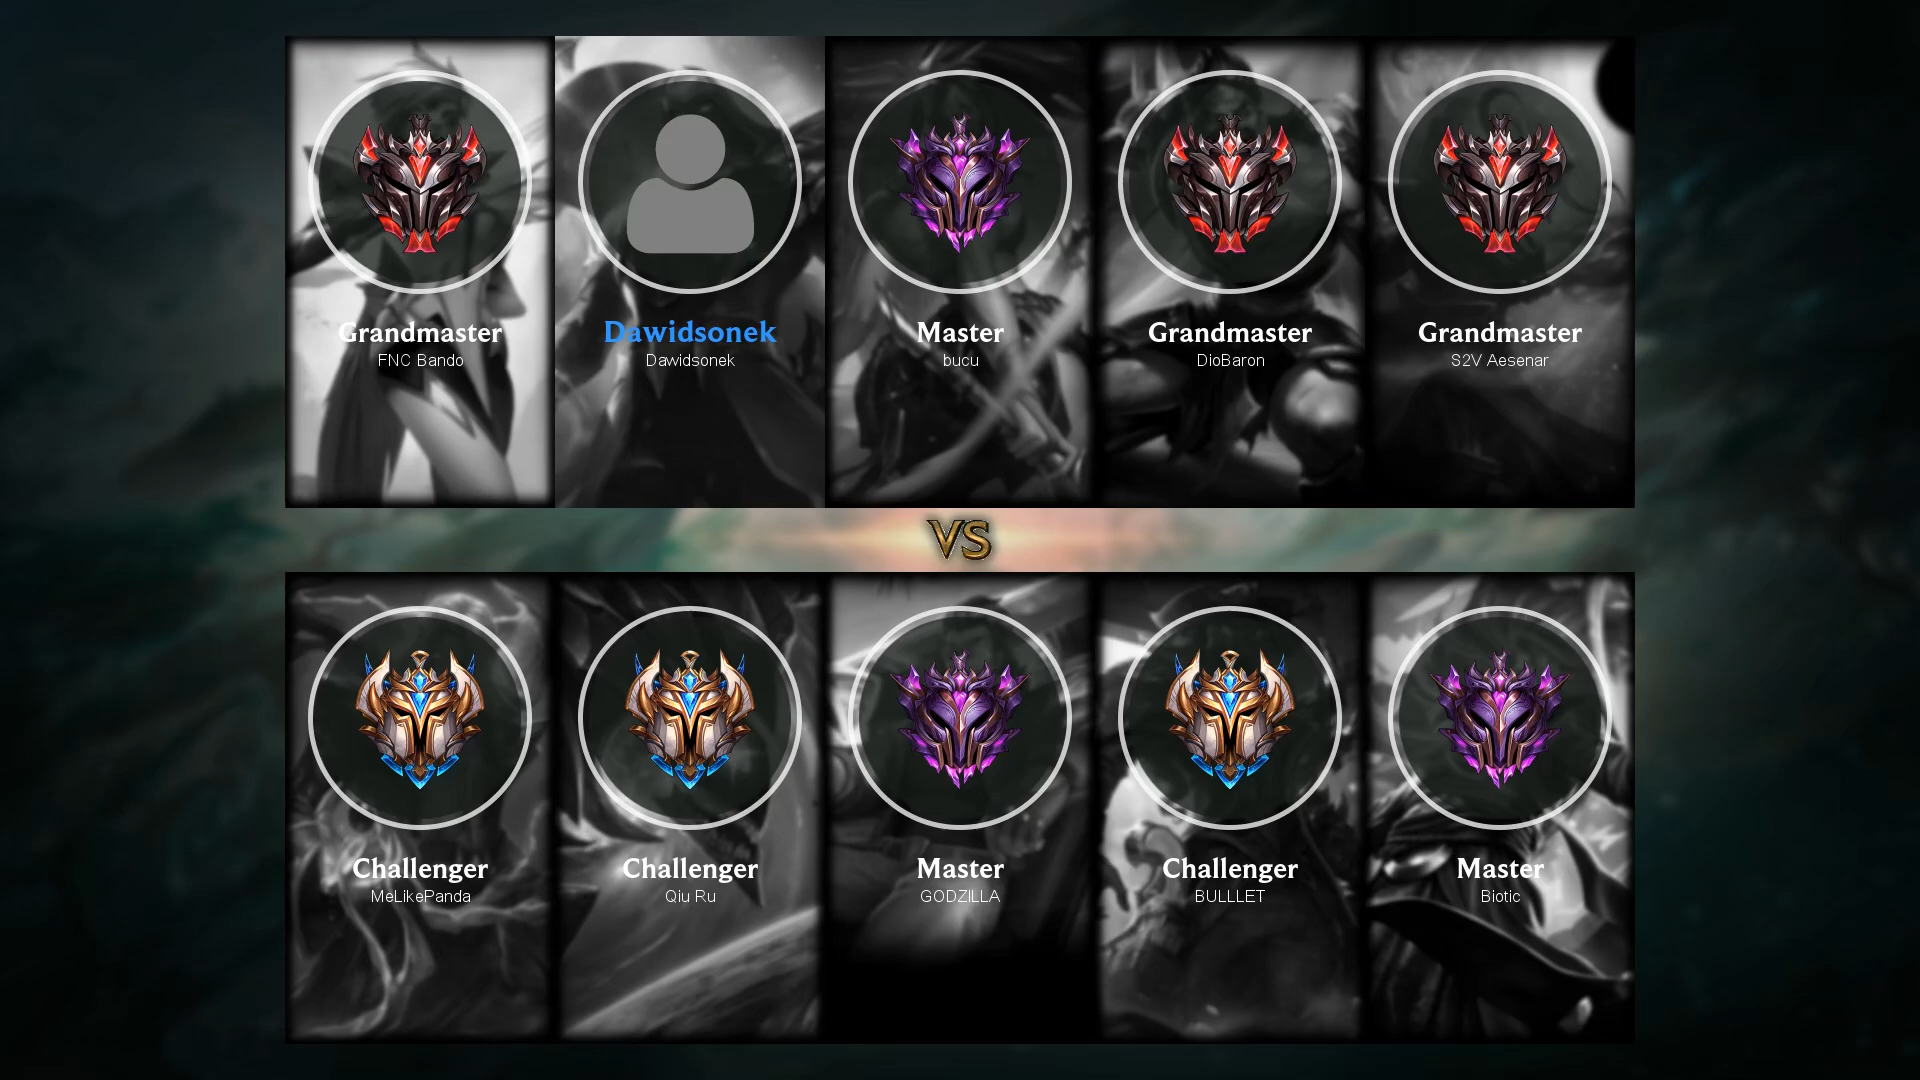 Grandmaster
FNC Bando
Dawidsonek
Dawidsonek
Master
bucu
Grandmaster
DioBaron
Grandmaster
S2V Aesenar
VS
Challenger
MeLikePanda
Challenger
Qiu Ru
Master
GODZILLA
Challenger
BULLLET
Master
Biotic